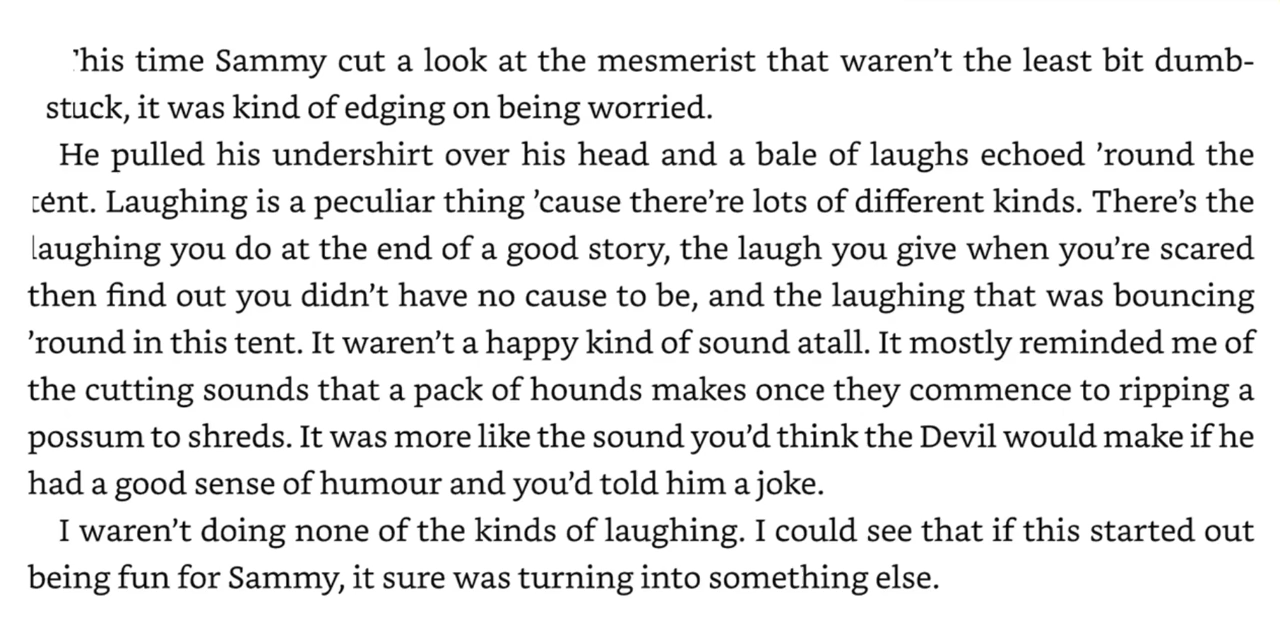 This time Sammy cut a look at the mesmerist that waren’t the least bit dumb-
stuck, it was kind of edging on being worried.
He pulled his undershirt over his head and a bale of laughs echoed ’round the
tent. Laughing is a peculiar thing ’cause there’re lots of different kinds. There’s the
laughing you do at the end of a good story, the laugh you give when you’re scared
then find out you didn’t have no cause to be, and the laughing that was bouncing
’round in this tent. It waren’t a happy kind of sound atall. It mostly reminded me of
the cutting sounds that a pack of hounds makes once they commence to ripping a
possum to shreds. It was more like the sound you’d think the Devil would make if he
had a good sense of humour and you’d told him a joke.
I waren’t doing none of the kinds of laughing. I could see that if this started out
being fun for Sammy, it sure was turning into something else.